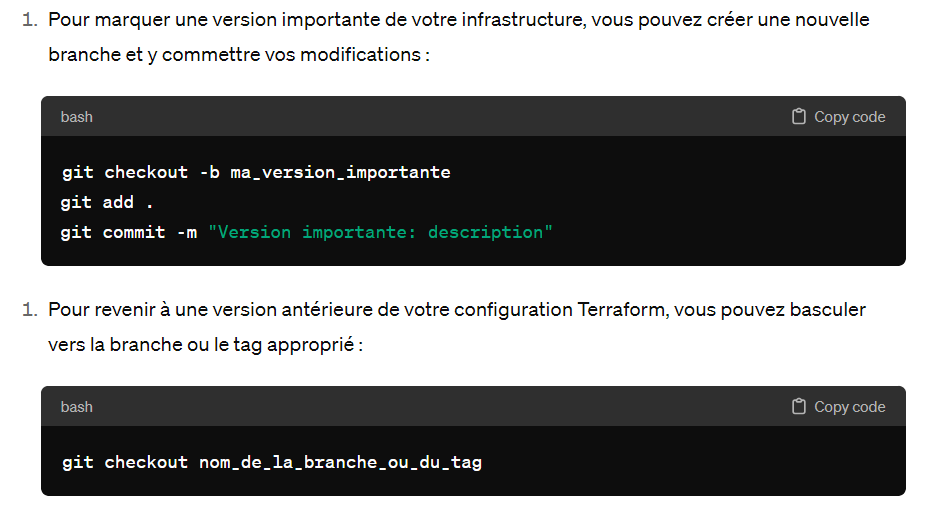 1. Pour marquer une version importante de votre infrastructure, vous pouvez créer une nouvelle
branche et y commettre vos modifications :
bash
Copy code
git checkout -b ma_version_importante
git add .
git commit -m "Version importante: description"
1. Pour revenir à une version antérieure de votre configuration Terraform, vous pouvez basculer
vers la branche ou le tag approprié :
bash
Copy code
git checkout nom_de_la_branche_ou_du_tag